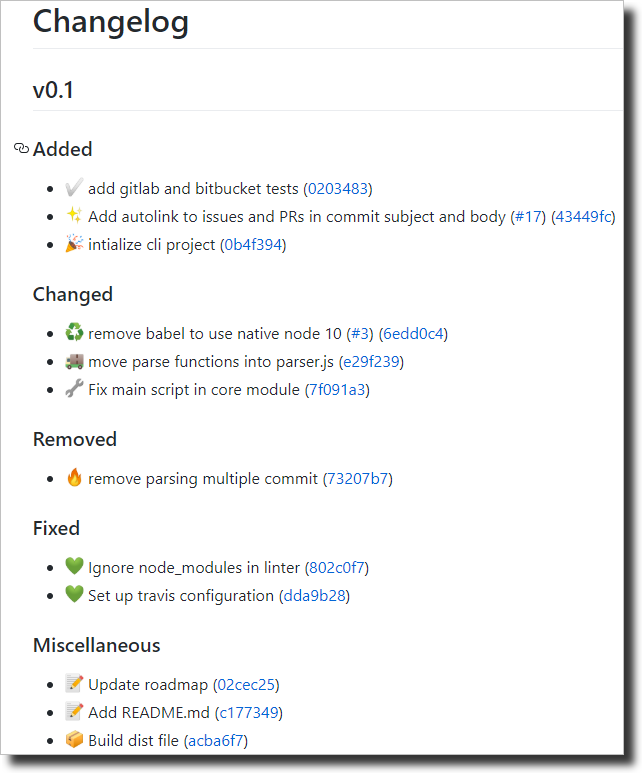 Changelog
v0.1
Added
add gitlab and bitbucket tests (0203483)
Add autolink to issues and PRs in commit subject and body (#17) (43449fc)
intialize cli project (0b4f394)
Changed
remove babel to use native node 10 (#3) (6edd0c4)
move parse functions into parser.js (e29f239)
Fix main script in core module (7f091a3)
Removed
remove parsing multiple commit (73207b7)
Fixed
Ignore node_modules in linter (802c0f7)
Set up travis configuration (dda9b28)
Miscellaneous
Update roadmap (02cec25)
Add README.md (c177349)
Build dist file (acba6f7)